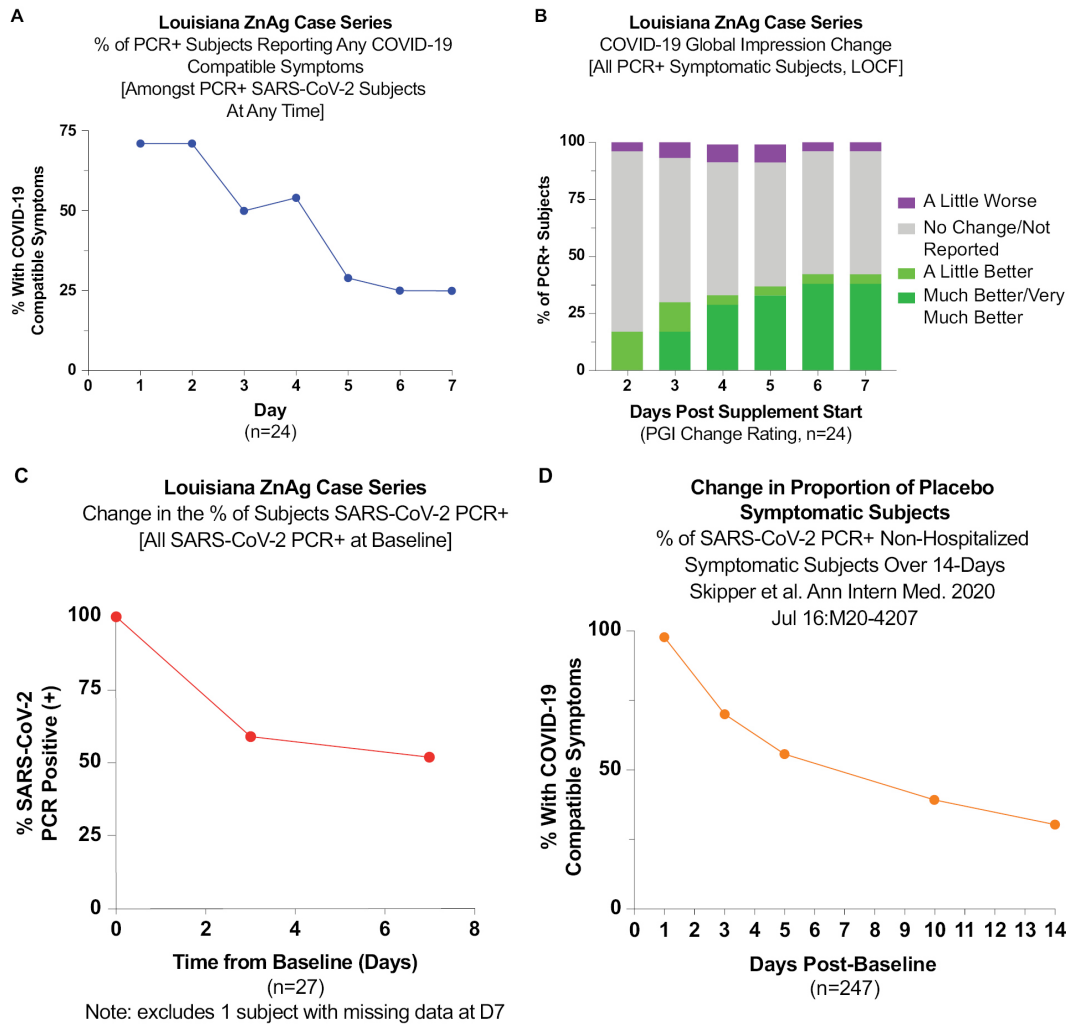 A
Louisiana ZnAg Case Series
% of PCR+ Subjects Reporting Any COVID-19
Compatible Symptoms
[Amongst PCR+ SARS-CoV-2 Subjects
At Any Time]
% With COVID-19
Compatible Symptoms
75
50
25
0
0 1 2 3 4 5 6 7
Day
(n=24)
B
Louisiana ZnAg Case Series
COVID-19 Global Impression Change
[All PCR+ Symptomatic Subjects, LOCF]
% of PCR+ Subjects
100
75
50
25
0
2 3 4 5 6 7
Days Post Supplement Start
(PGI Change Rating, n=24)
A Little Worse
No Change/Not
Reported
A Little Better
Much Better/Very
Much Better
C
Louisiana ZnAg Case Series
Change in the % of Subjects SARS-CoV-2 PCR+
[All SARS-CoV-2 PCR+ at Baseline]
% SARS-CoV-2
PCR Positive (+)
100
75
50
25
0
0 2 4 6 8
Time from Baseline (Days)
(n=27)
Note: excludes 1 subject with missing data at D7
D
Change in Proportion of Placebo
Symptomatic Subjects
% of SARS-CoV-2 PCR+ Non-Hospitalized
Symptomatic Subjects Over 14-Days
Skipper et al. Ann Intern Med. 2020
Jul 16:M20-4207
% With COVID-19
Compatible Symptoms
100
50
0
0 1 2 3 4 5 6 7 8 9 10 11 12 13 14
Days Post-Baseline
(n=247)